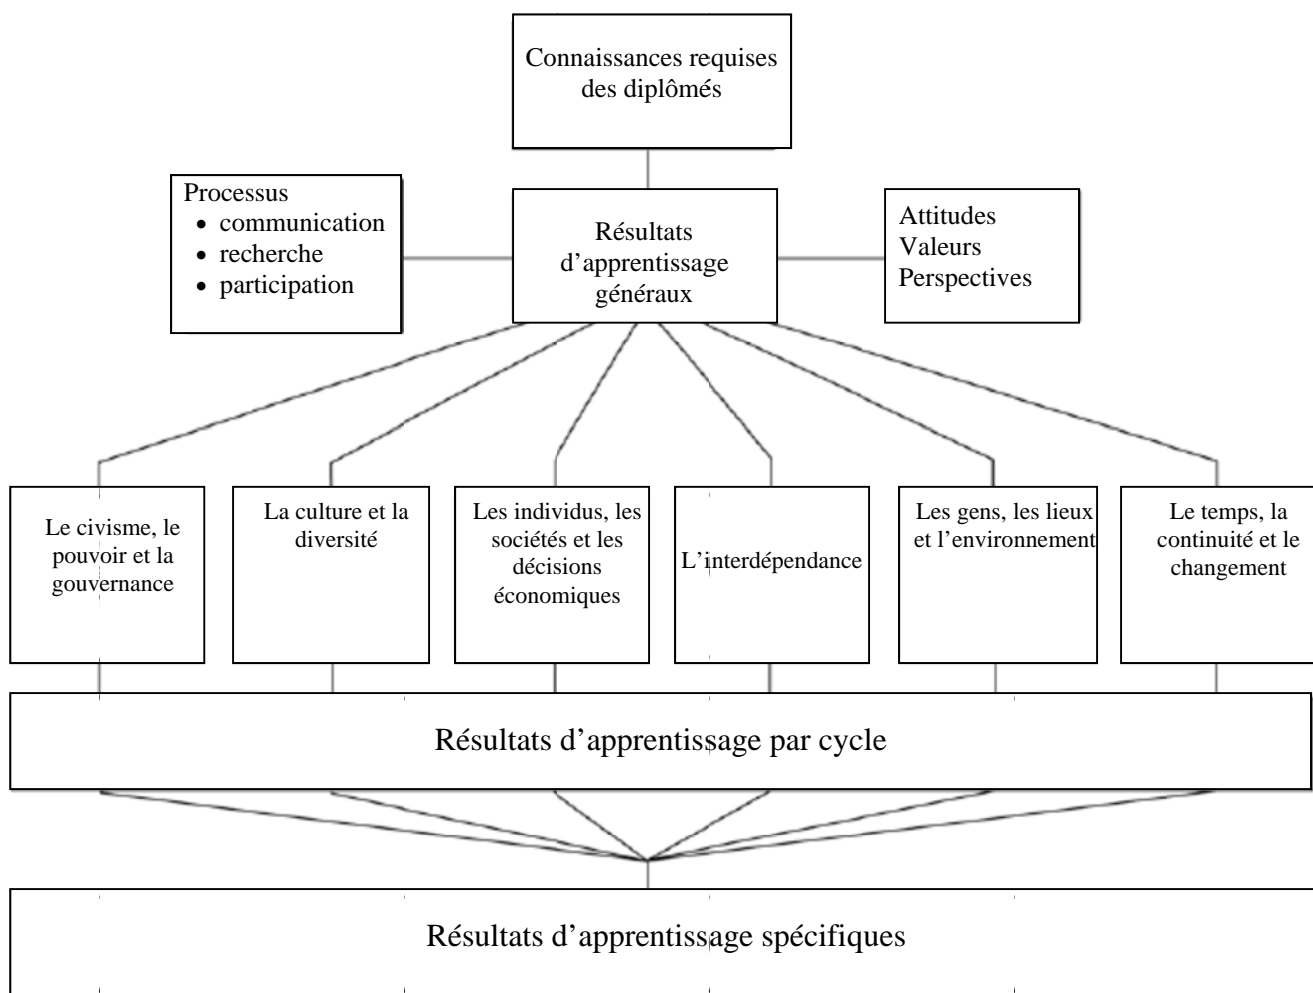 Connaissances requises
des diplômés
Processus
• communication
• recherche
• participation
Résultats
d’apprentissage
généraux
Attitudes
Valeurs
Perspectives
Le civisme, le
pouvoir et la
gouvernance
La culture et la
diversité
Les individus, les
sociétés et les
décisions
économiques
L’interdépendance
Les gens, les lieux
et l’environnement
Le temps, la
continuité et le
changement
Résultats d’apprentissage par cycle
Résultats d’apprentissage spécifiques